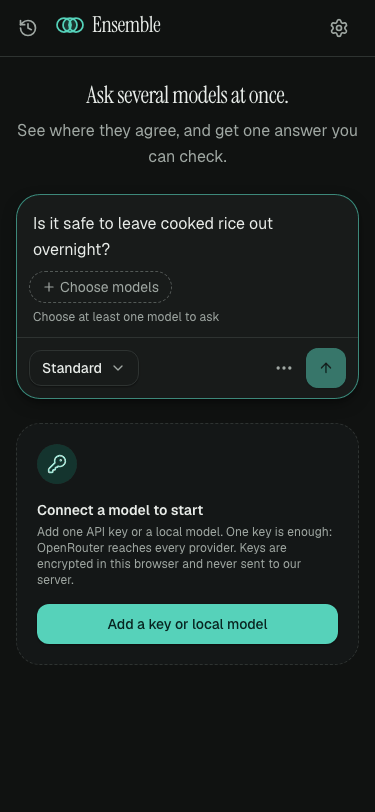 Ensemble
Ask several models at once.
See where they agree, and get one answer you
can check.
Is it safe to leave cooked rice out
overnight?
+ Choose models
Choose at least one model to ask
Standard
Connect a model to start
Add one API key or a local model. One key is enough:
OpenRouter reaches every provider. Keys are
encrypted in this browser and never sent to our
server.
Add a key or local model